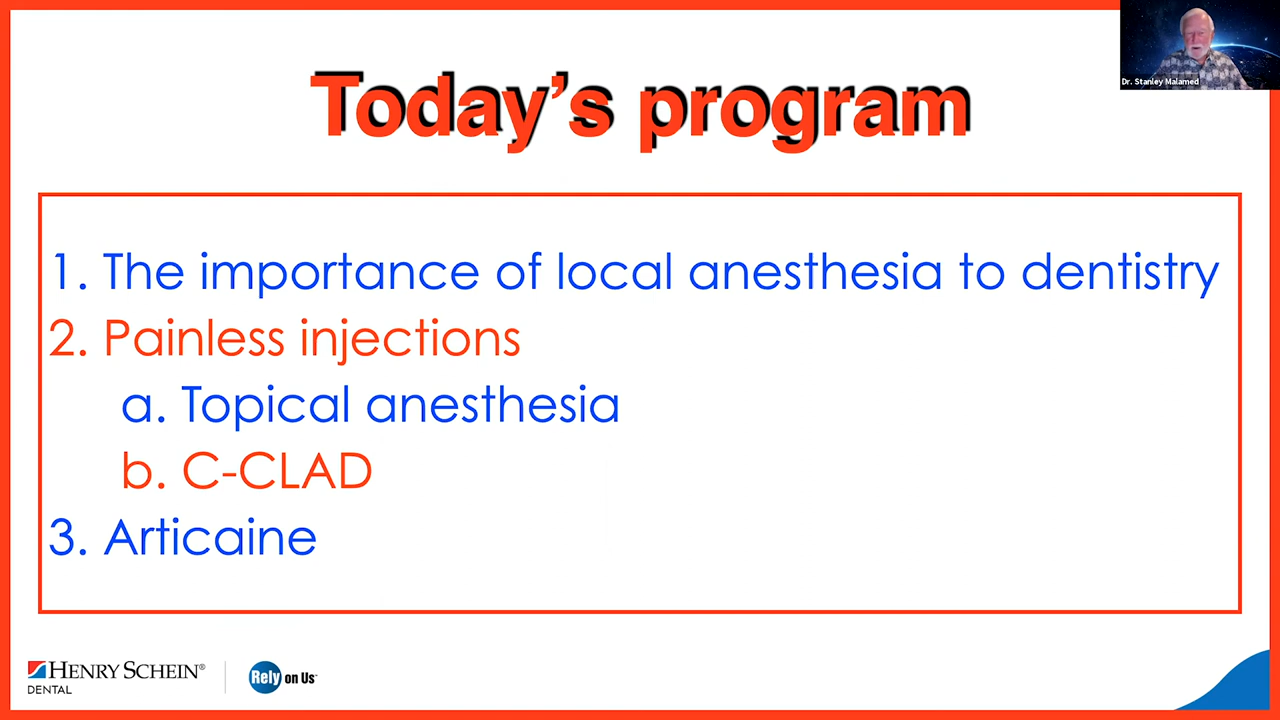 Dr. Stanley Malamed
Today's program
1. The importance of local anesthesia to dentistry
2. Painless injections
a. Topical anesthesia
b. C-CLAD
3. Articaine
HENRY SCHEIN®
DENTAL
Rely on Us™